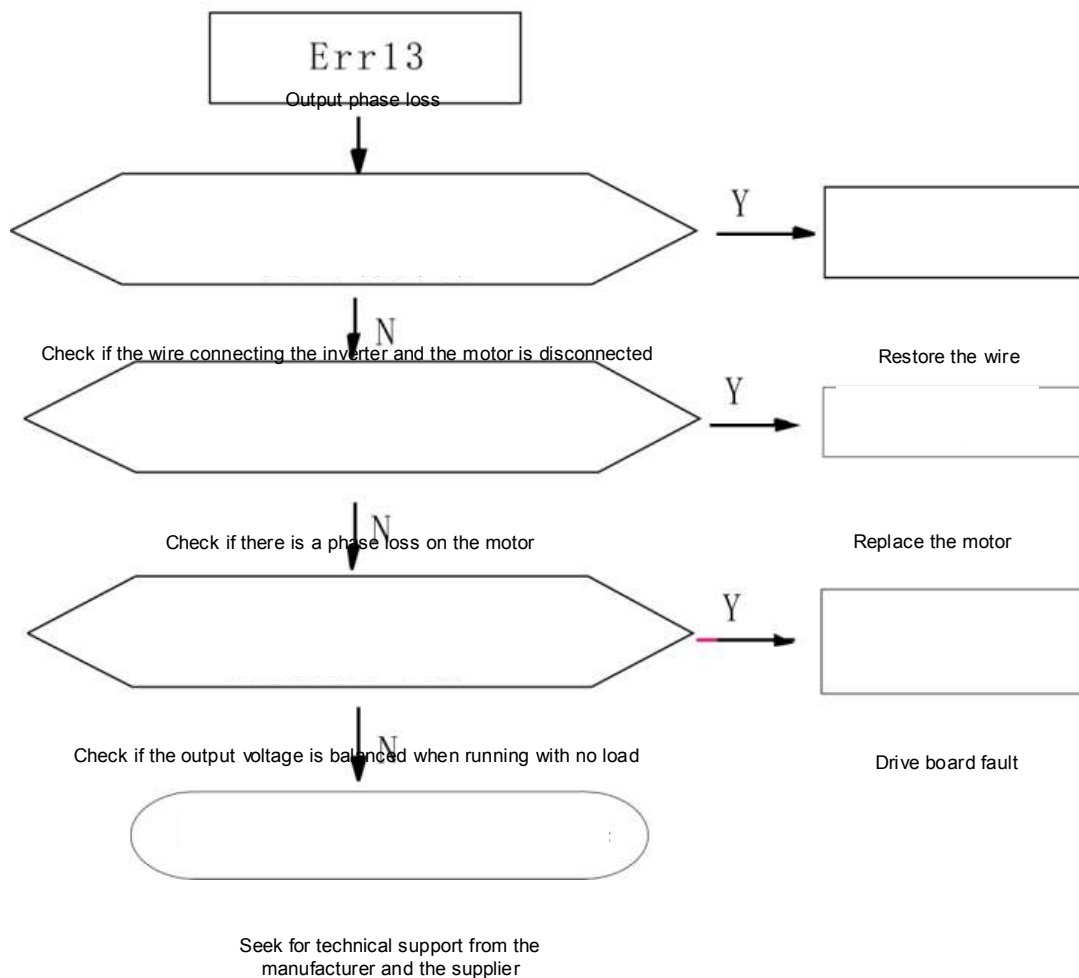 Err13
Output phase loss
Y
N
Check if the wire connecting the inverter and the motor is disconnected
Restore the wire
Y
N
Check if there is a phase loss on the motor
Replace the motor
Y
N
Check if the output voltage is balanced when running with no load
Drive board fault
Seek for technical support from the
manufacturer and the supplier